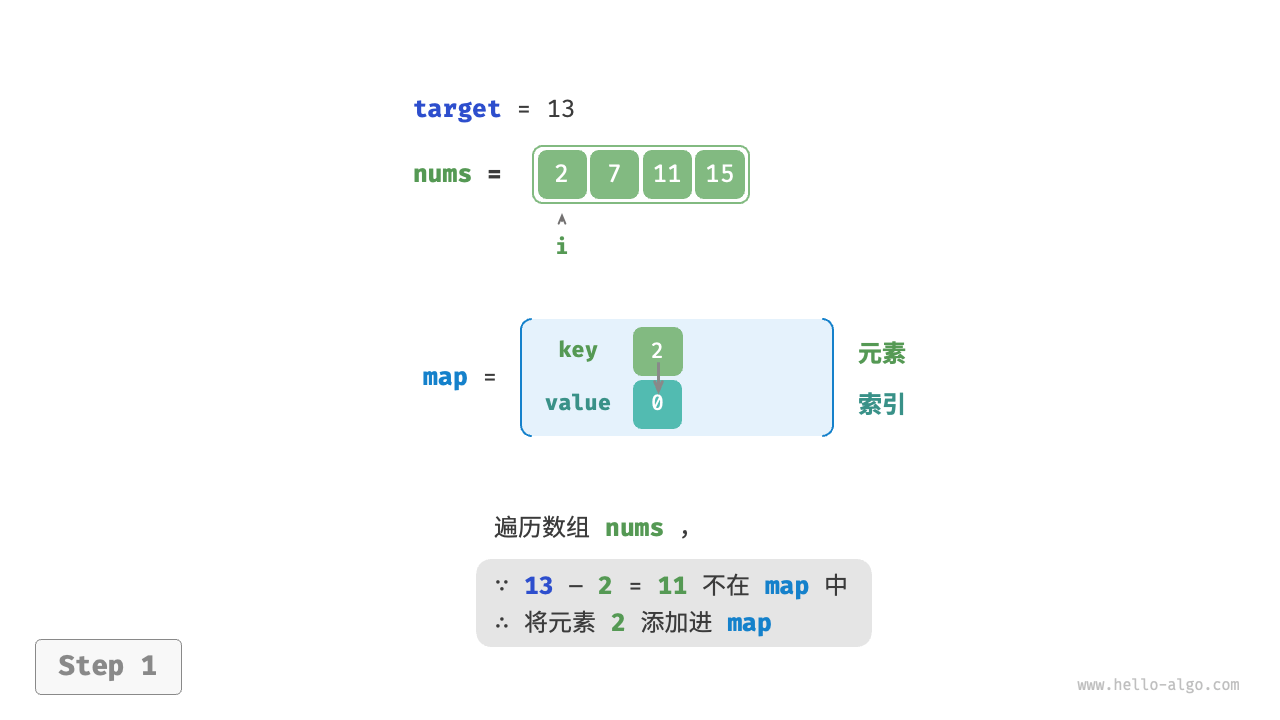 target = 13
nums = 2 7 11 15
i
key 2 元素
map =
value 0 索引
遍历数组 nums ，
∵ 13 − 2 = 11 不在 map 中
∴ 将元素 2 添加进 map
Step 1
www.hello-algo.com